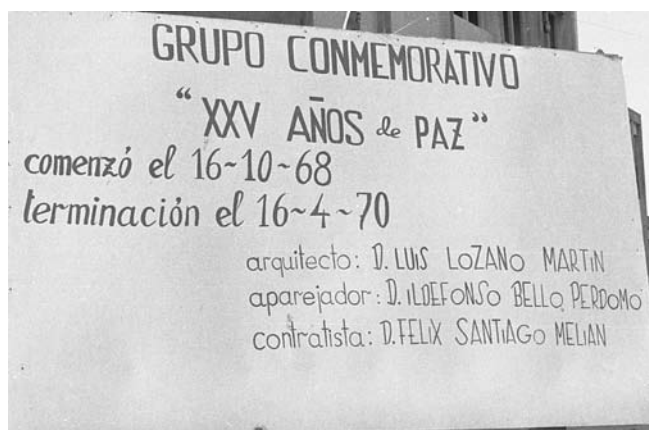 GRUPO CONMEMORATIVO
“XXV AÑOS de PAZ”
comenzó el 16~10~68
terminación el 16~4~70
arquitecto: D. LUIS LOZANO MARTIN
aparejador: D. ILDEFONSO BELLO PERDOMO
contratista: D. FELIX SANTIAGO MELIAN